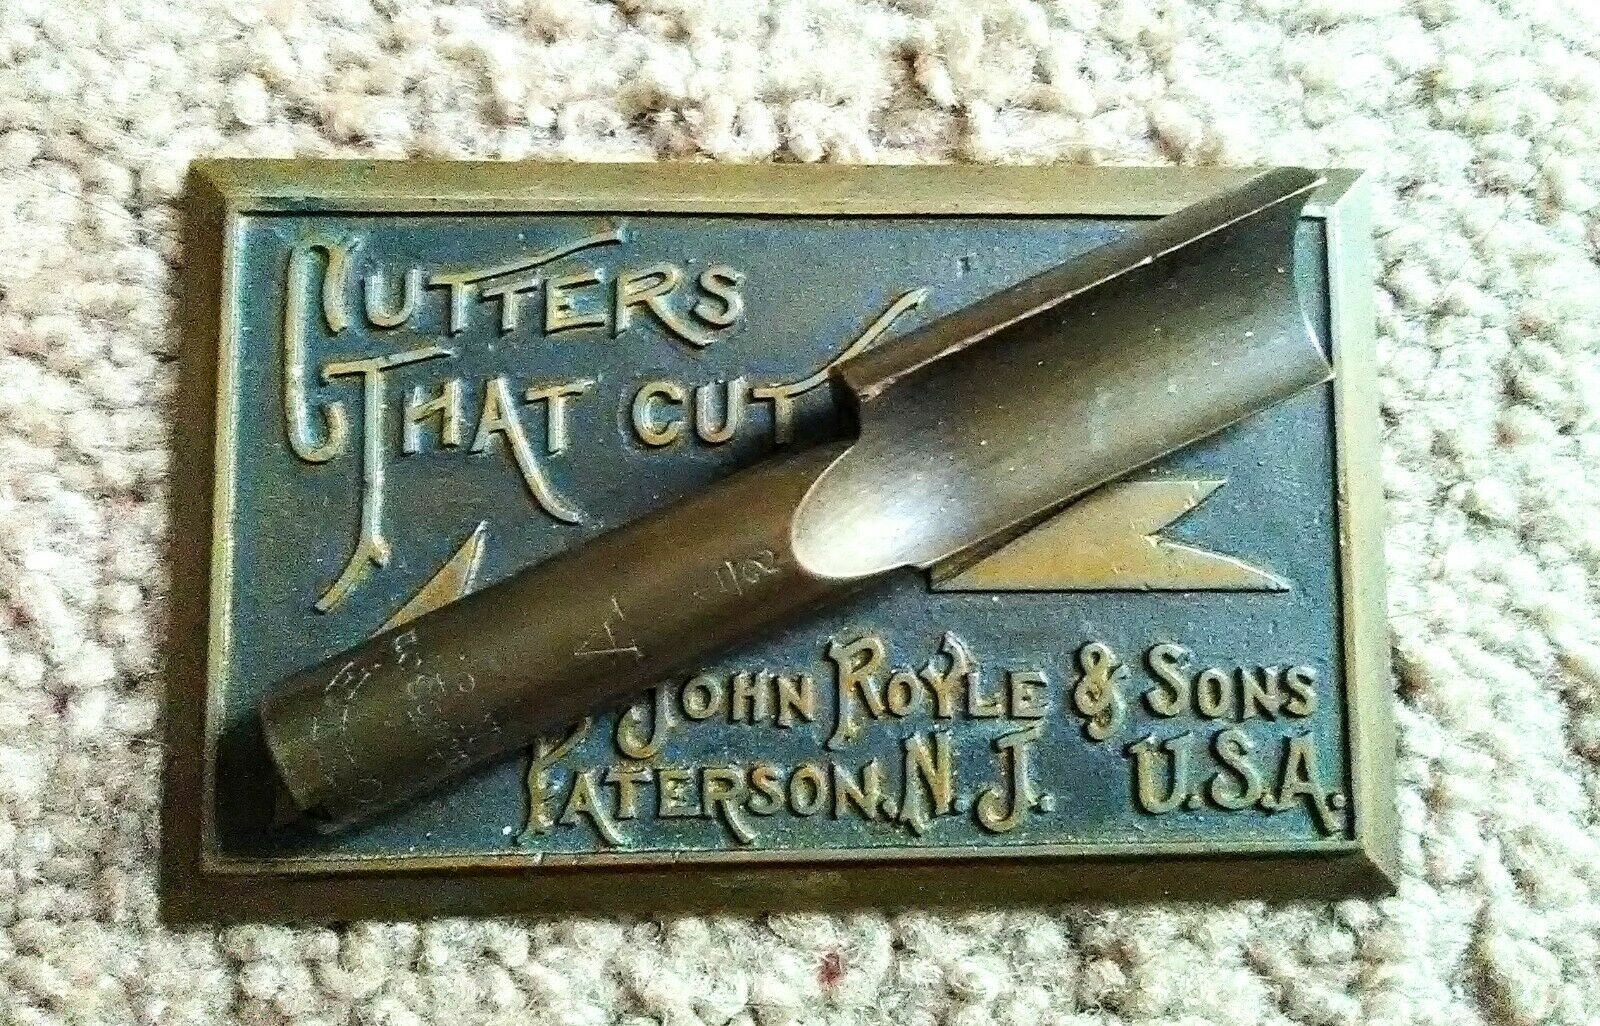 CUTTERS
THAT CUT
JOHN ROYLE & SONS
PATERSON, N.J. U.S.A.